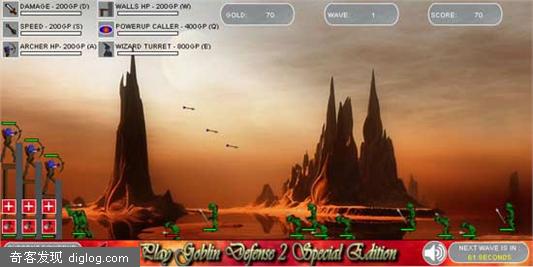 DAMAGE - 200GP (D)
WALLS HP - 200GP (W)
GOLD: 70
WAVE: 1
SCORE: 70
SPEED - 200GP (S)
POWERUP CALLER - 400GP (Q)
ARCHER HP- 200GP (A)
WIZARD TURRET - 800GP (E)
Play Goblin Defense 2 Special Edition
NEXT WAVE IS IN
61 SECONDS
奇客发现 diglog.com